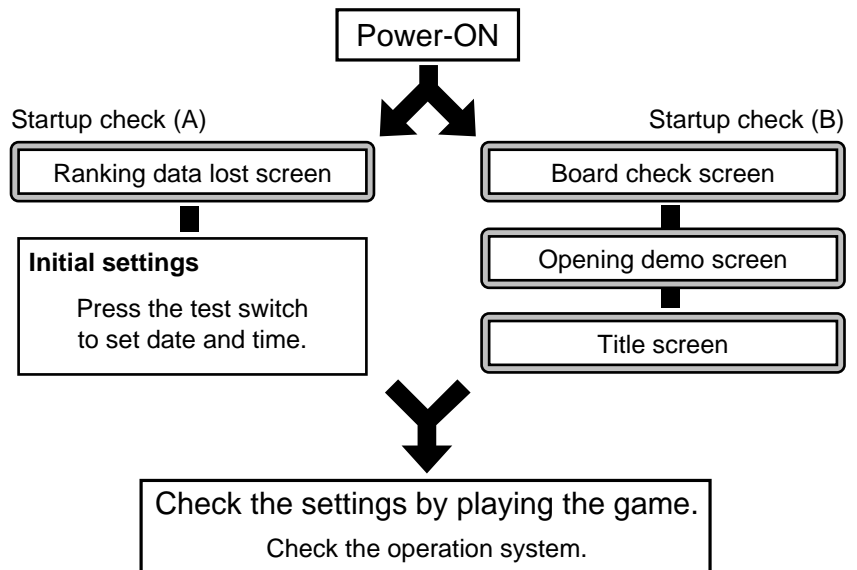 Power-ON
Startup check (A)
Ranking data lost screen
Initial settings
Press the test switch
to set date and time.
Startup check (B)
Board check screen
Opening demo screen
Title screen
Check the settings by playing the game.
Check the operation system.